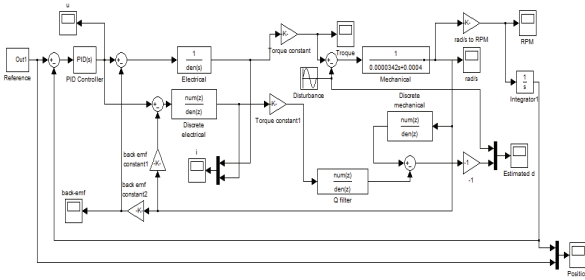 u
Out1
Reference
PID(s)
PID Controller
1
den(s)
Electrical
-K-
Torque constant
Troque
Disturbance
1
0.0000342s+0.0004
Mechanical
-K-
rad/s to RPM
RPM
rad/s
1
s
Integrator1
num(z)
den(z)
Discrete
electrical
-K-
Torque constant1
Discrete
mechanical
num(z)
den(z)
back emf
constant1
-K-
i
num(z)
den(z)
Q filter
-1
-1
Estimated d
back emf
constant2
-K-
back-emf
Position